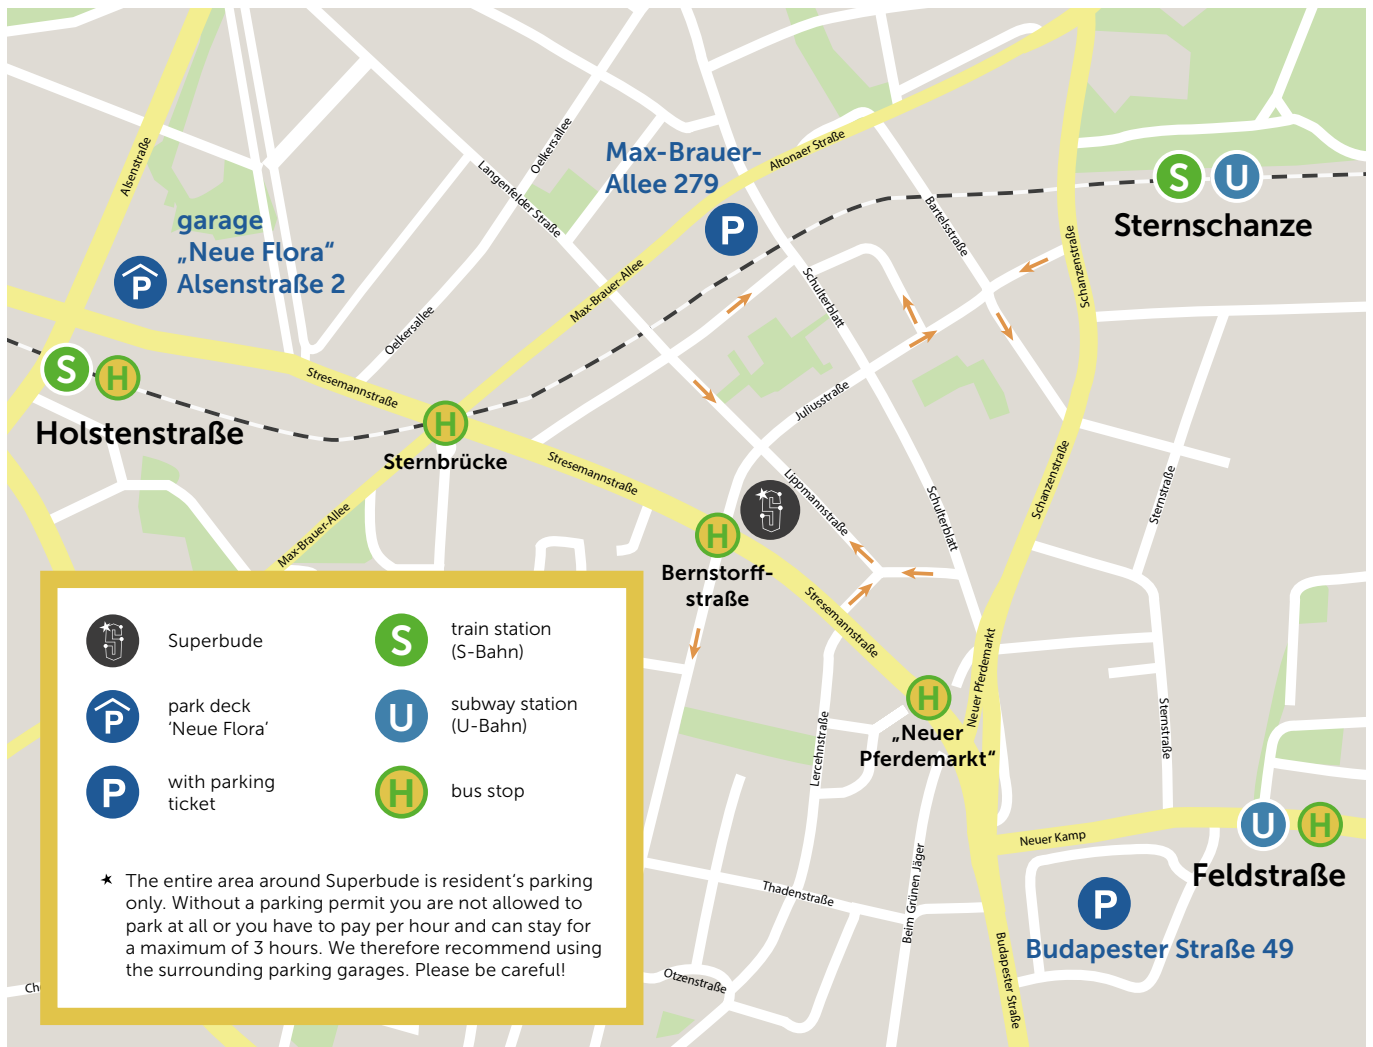 Alsenstraße
Oelkersallee
Langenfelder Straße
Max-Brauer-
Allee 279
P
Altonaer Straße
Bartelsstraße
S
U
Sternschanze
garage
„Neue Flora“
Alsenstraße 2
P
Schanzenstraße
Max-Brauer-Allee
Schulterblatt
Oelkersallee
S
H
Holstenstraße
Stresemannstraße
H
Sternbrücke
Juliusstraße
Stresemannstraße
Lippmannstraße
Schulterblatt
Schanzenstraße
Sternstraße
Max-Brauer-Allee
S
H
Bernstorff-
straße
Stresemannstraße
Neuer Pferdemarkt
H
„Neuer
Pferdemarkt“
Lercehnstraße
Sternstraße
Neuer Kamp
U
H
Feldstraße
P
Budapester Straße 49
Thadenstraße
Beim Grünen Jäger
Budapester Straße
Otzenstraße
Ch
S
Superbude
P
park deck
‘Neue Flora’
P
with parking
ticket
S
train station
(S-Bahn)
U
subway station
(U-Bahn)
H
bus stop
★ The entire area around Superbude is resident’s parking
only. Without a parking permit you are not allowed to
park at all or you have to pay per hour and can stay for
a maximum of 3 hours. We therefore recommend using
the surrounding parking garages. Please be careful!